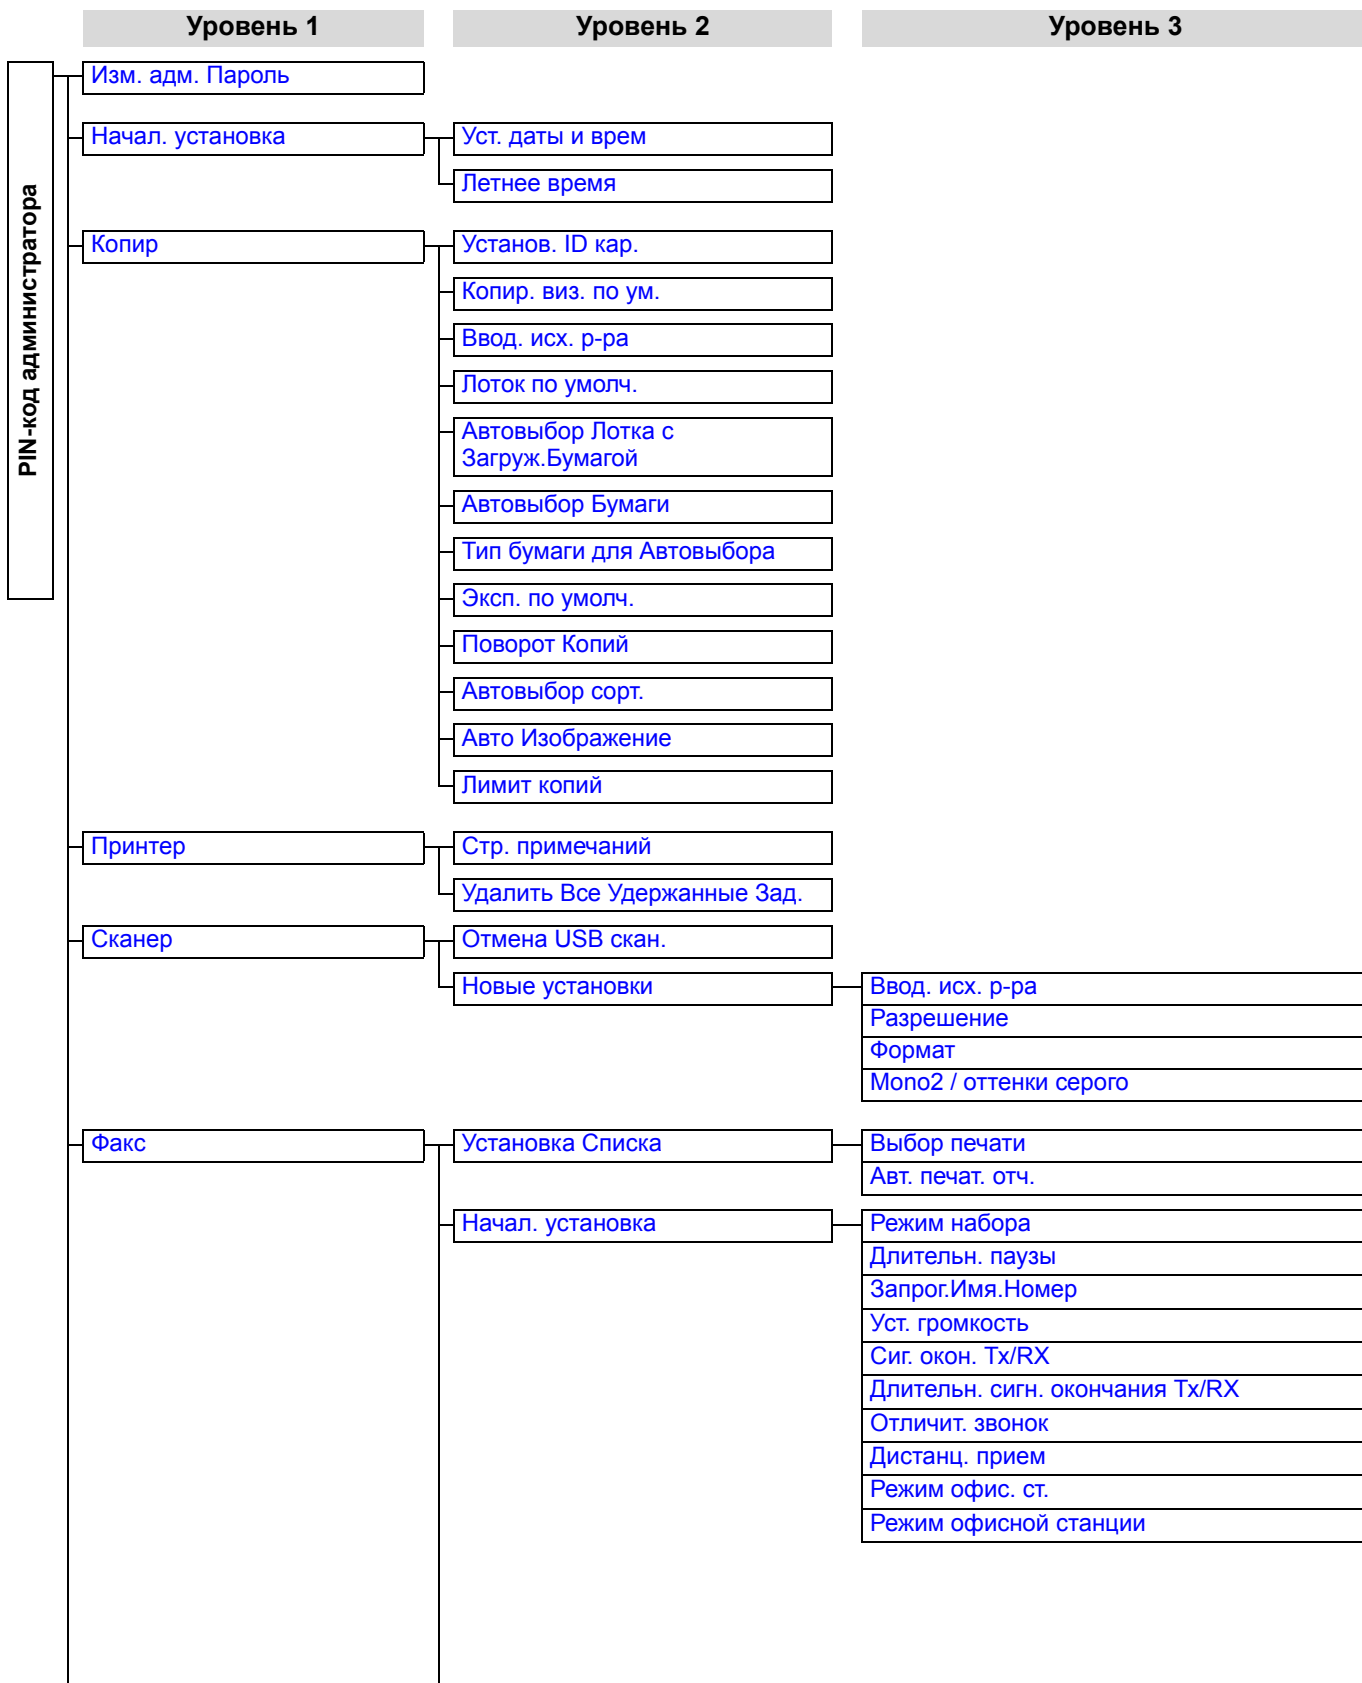 Уровень 1
Уровень 2
Уровень 3
PIN-код администратора
Изм. адм. Пароль
Начал. установка
Уст. даты и врем
Летнее время
Копир
Установ. ID кар.
Копир. виз. по ум.
Ввод. исх. р-ра
Лоток по умолч.
Автовыбор Лотка с
Загруж.Бумагой
Автовыбор Бумаги
Тип бумаги для Автовыбора
Эксп. по умолч.
Поворот Копий
Автовыбор сорт.
Авто Изображение
Лимит копий
Принтер
Стр. примечаний
Удалить Все Удержанные Зад.
Сканер
Отмена USB скан.
Новые установки
Ввод. исх. р-ра
Разрешение
Формат
Mono2 / оттенки серого
Факс
Установка Списка
Выбор печати
Авт. печат. отч.
Начал. установка
Режим набора
Длительн. паузы
Запрог.Имя.Номер
Уст. громкость
Сиг. окон. Tx/RX
Длительн. сигн. окончания Tx/RX
Отличит. звонок
Дистанц. прием
Режим офис. ст.
Режим офисной станции